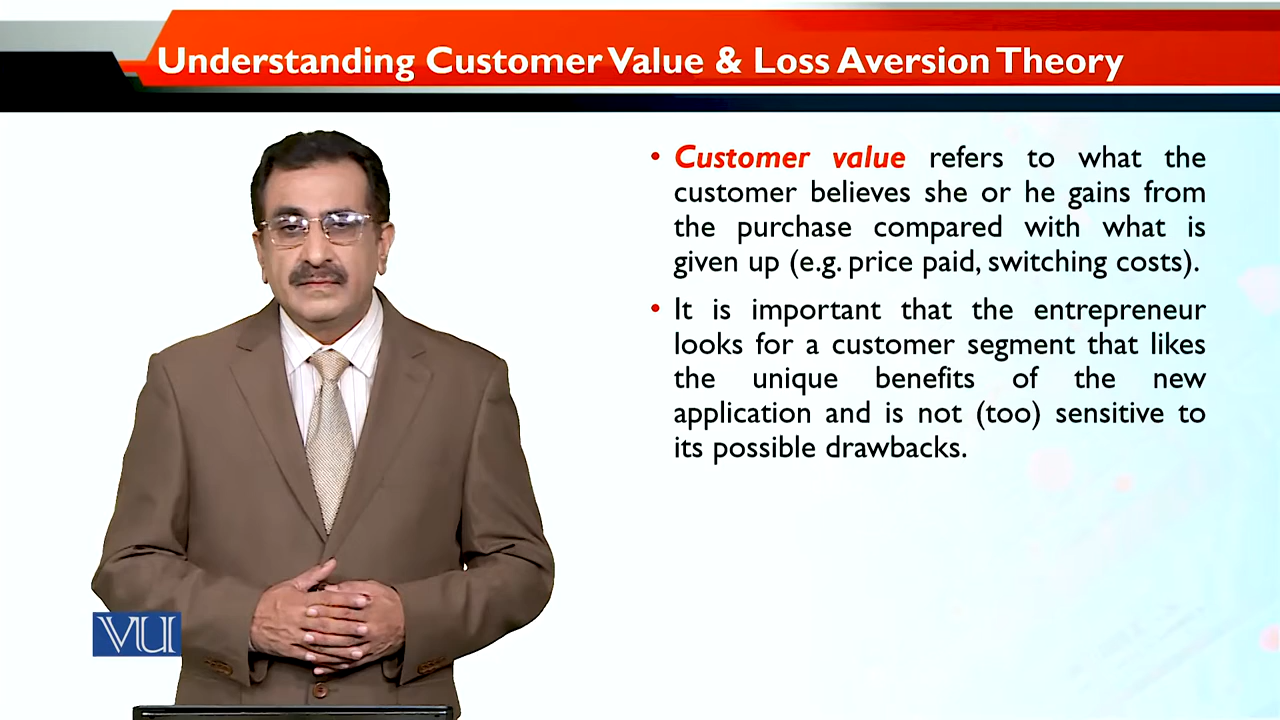 Understanding Customer Value & Loss Aversion Theory
• Customer value refers to what the
customer believes she or he gains from
the purchase compared with what is
given up (e.g. price paid, switching costs).
• It is important that the entrepreneur
looks for a customer segment that likes
the unique benefits of the new
application and is not (too) sensitive to
its possible drawbacks.
VU